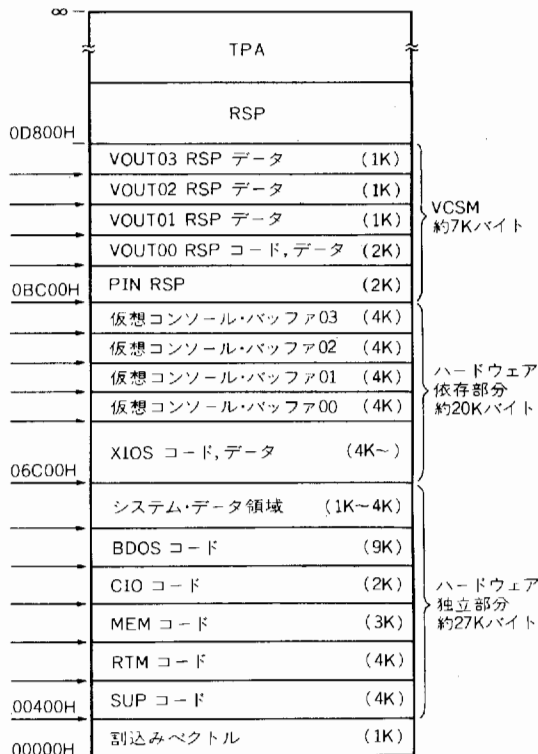 ∞
TPA
RSP
0D800H
VOUT03 RSP データ (1K)
VOUT02 RSP データ (1K)
VOUT01 RSP データ (1K)
VOUT00 RSP コード,データ (2K)
VCSM
約7Kバイト
PIN RSP (2K)
0BC00H
仮想コンソール・バッファ03 (4K)
仮想コンソール・バッファ02 (4K)
仮想コンソール・バッファ01 (4K)
仮想コンソール・バッファ00 (4K)
ハードウェア
依存部分
約20Kバイト
XIOS コード,データ (4K~)
06C00H
システム・データ領域 (1K~4K)
BDOS コード (9K)
CIO コード (2K)
MEM コード (3K)
ハードウェア
独立部分
約27Kバイト
RTM コード (4K)
SUP コード (4K)
00400H
割込みベクトル (1K)
00000H